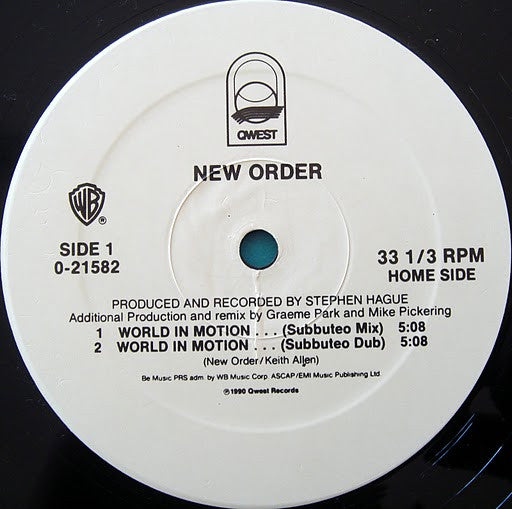 QWEST
NEW ORDER
WB®
SIDE 1
0-21582
33 1/3 RPM
HOME SIDE
PRODUCED AND RECORDED BY STEPHEN HAGUE
Additional Production and remix by Graeme Park and Mike Pickering
1 WORLD IN MOTION . . . (Subbuteo Mix) 5:08
2 WORLD IN MOTION . . . (Subbuteo Dub) 5:08
(New Order/Keith Allen)
Be Music PRS adm. by WB Music Corp. ASCAP/EMI Music Publishing Ltd.
℗1990 Qwest Records